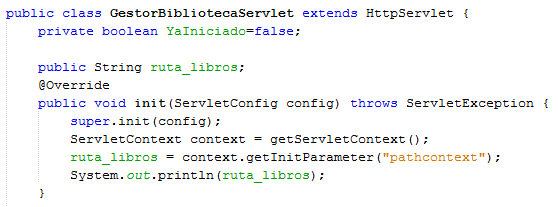 public class GestorBibliotecaServlet extends HttpServlet {
    private boolean YaIniciado=false;

    public String ruta_libros;
    @Override
    public void init(ServletConfig config) throws ServletException {
        super.init(config);
        ServletContext context = getServletContext();
        ruta_libros = context.getInitParameter("pathcontext");
        System.out.println(ruta_libros);
    }